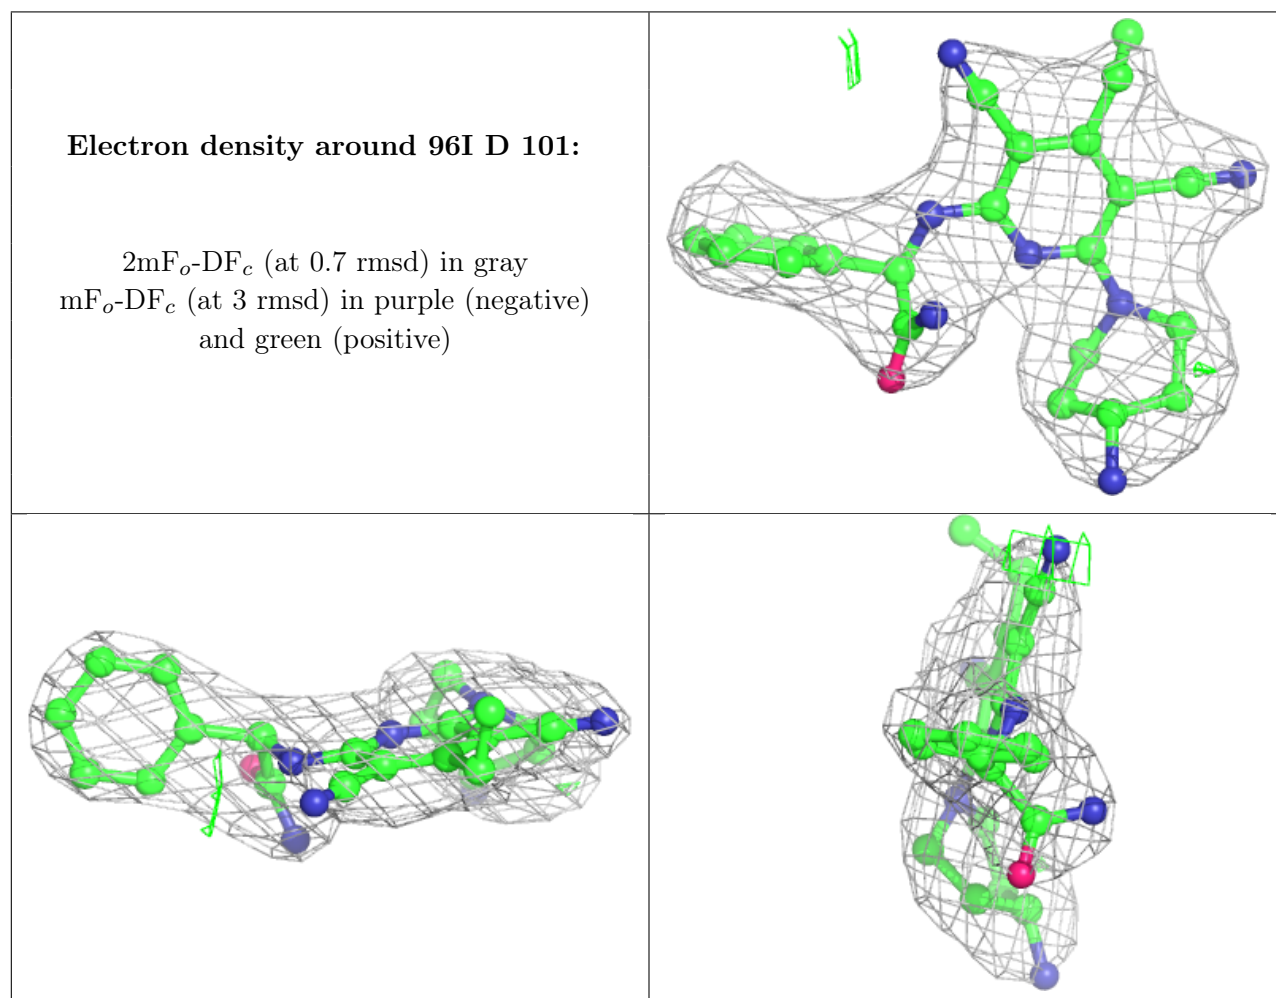 Electron density around 96I D 101:
2mFo-DFc (at 0.7 rmsd) in gray
mFo-DFc (at 3 rmsd) in purple (negative)
and green (positive)